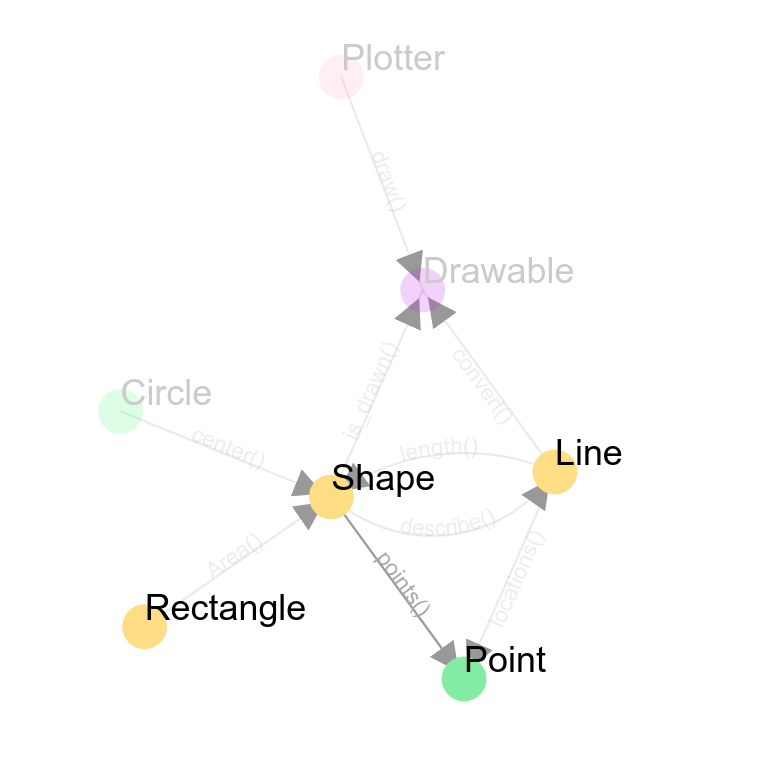 Plotter
draw()
Drawable
is_drawn()
convert()
Circle
center()
length()
Line
Shape
describe()
Area()
points()
locations()
Rectangle
Point